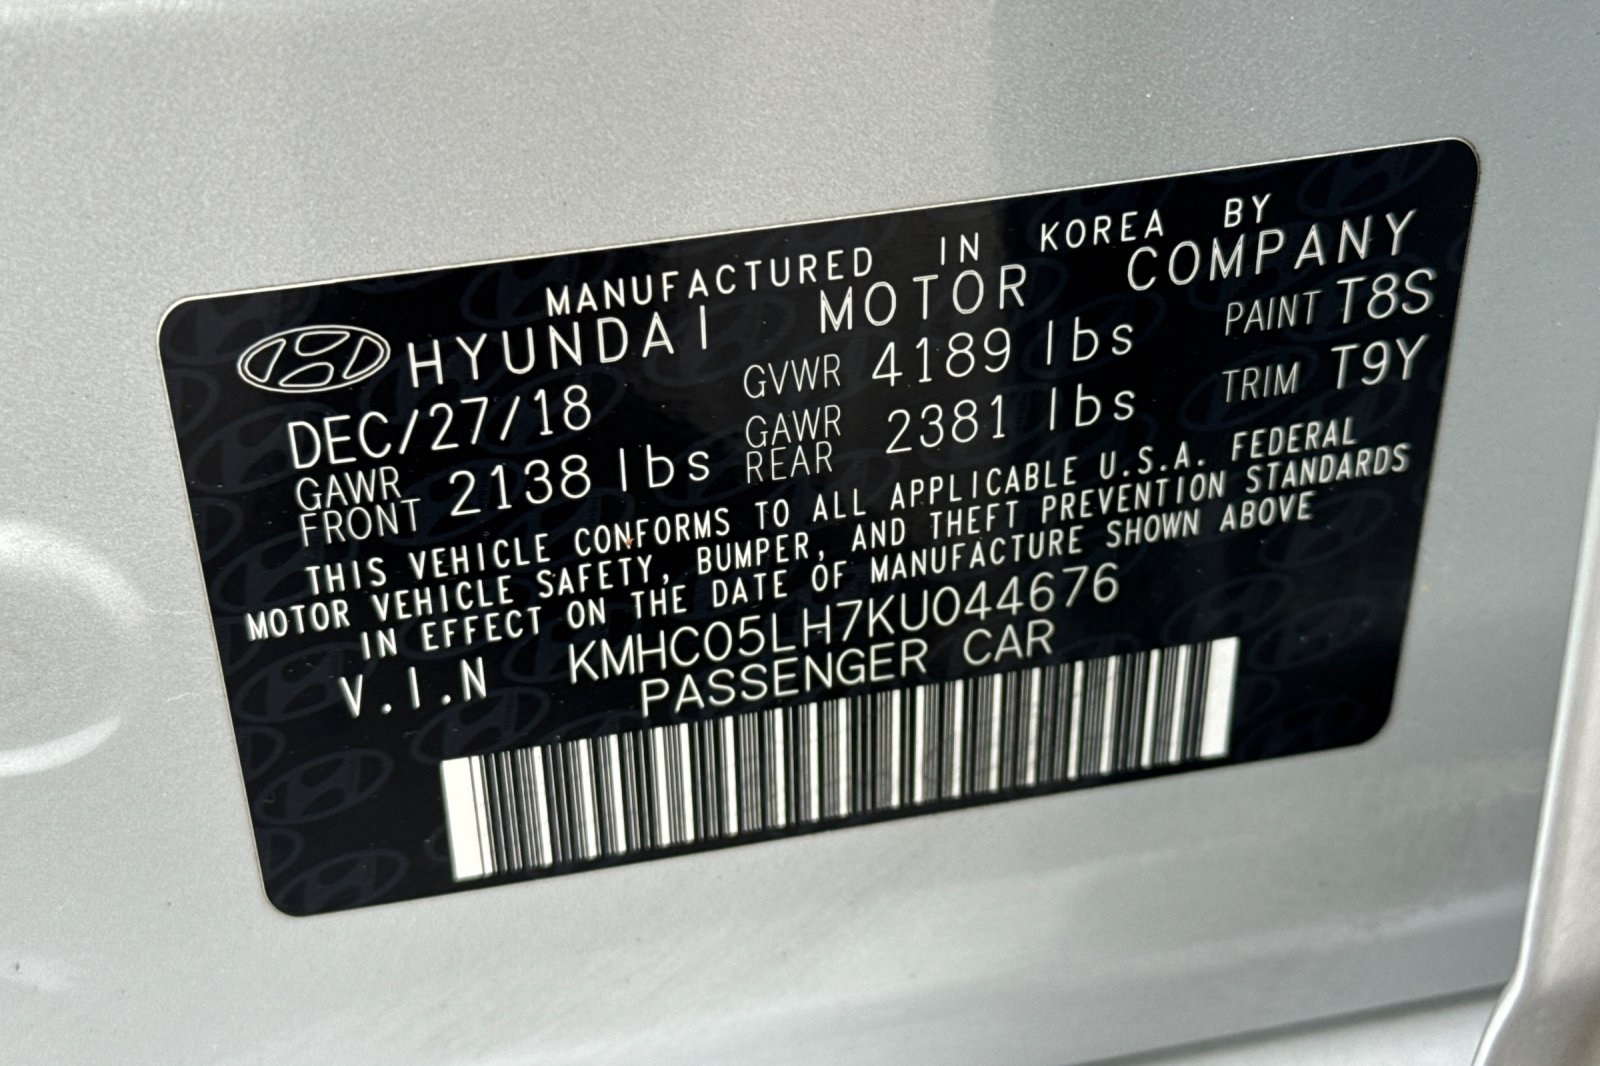 MANUFACTURED IN KOREA BY
HYUNDAI MOTOR COMPANY
DEC/27/18 GVWR 4189 lbs PAINT T8S
GAWR FRONT 2138 lbs GAWR REAR 2381 lbs TRIM T9Y
THIS VEHICLE CONFORMS TO ALL APPLICABLE U.S.A. FEDERAL
MOTOR VEHICLE SAFETY, BUMPER, AND THEFT PREVENTION STANDARDS
IN EFFECT ON THE DATE OF MANUFACTURE SHOWN ABOVE
V.I.N KMHC05LH7KU044676
PASSENGER CAR